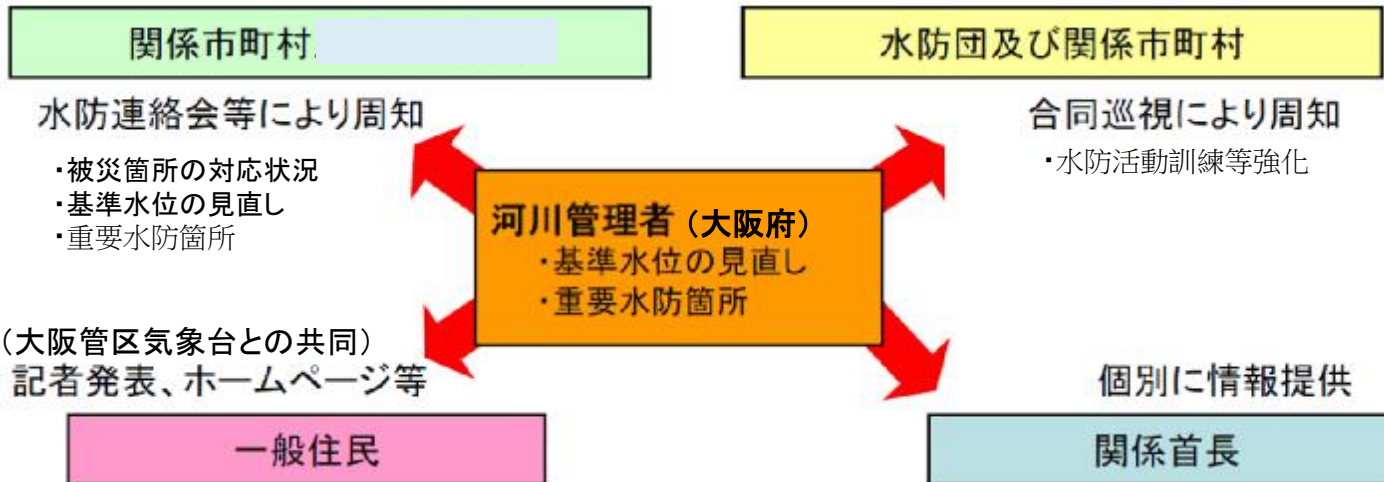 関係市町村
水防団及び関係市町村
水防連絡会等により周知
・被災箇所の対応状況
・基準水位の見直し
・重要水防箇所
合同巡視により周知
・水防活動訓練等強化
河川管理者(大阪府)
・基準水位の見直し
・重要水防箇所
(大阪管区気象台との共同)
記者発表、ホームページ等
一般住民
個別に情報提供
関係首長